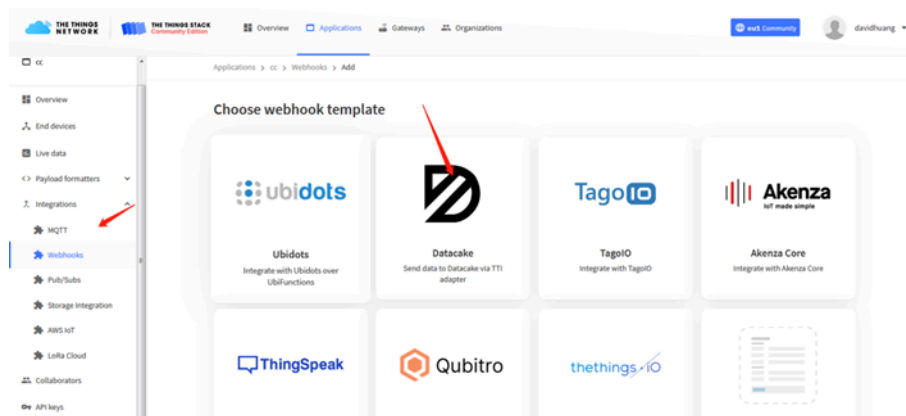 THE THINGS
NETWORK
THE THINGS STACK
Community Edition
Overview
Applications
Gateways
Organizations
eu1 Community
davidhuang
cc
Applications > cc > Webhooks > Add
Overview
End devices
Live data
Payload formatters
Integrations
MQTT
Webhooks
Pub/Subs
Storage Integration
AWS IoT
LoRa Cloud
Collaborators
API keys
Choose webhook template
ubidots
Ubidots
Integrate with Ubidots over
UbiFunctions
Datacake
Send data to Datacake via TTI
adapter
TagoIO
TagoIO
Integrate with TagoIO
Akenza
IoT made simple
Akenza Core
Integrate with Akenza Core
ThingSpeak
Qubitro
thethings.iO